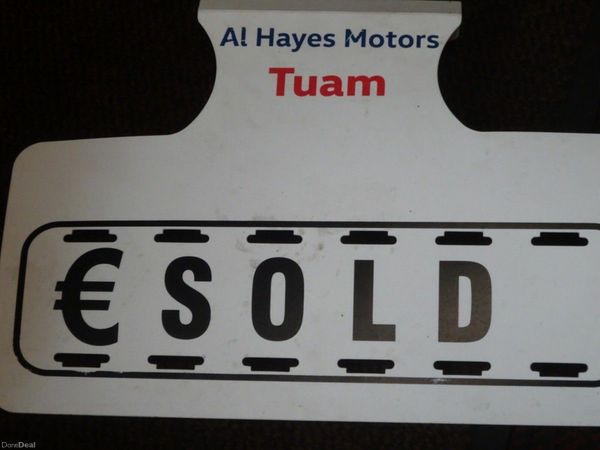 Al Hayes Motors
Tuam
€SOLD
DoneDeal